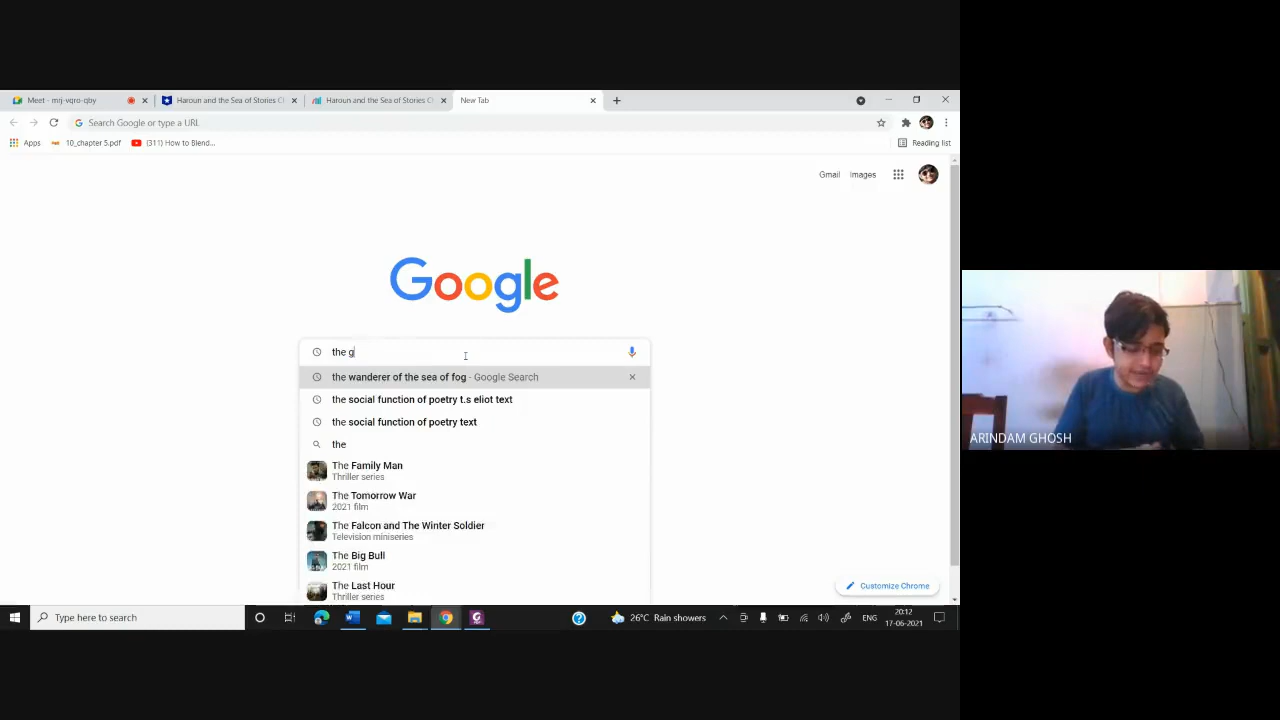 Meet - mrj-vqro-qby
Haroun and the Sea of Stories Cl
Haroun and the Sea of Stories Cl
New Tab
Search Google or type a URL
Apps
10_chapter 5.pdf
(311) How to Blend...
Reading list
Gmail
Images
Google
the g
the wanderer of the sea of fog - Google Search
the social function of poetry t.s eliot text
the social function of poetry text
the
The Family Man
Thriller series
The Tomorrow War
2021 film
The Falcon and The Winter Soldier
Television miniseries
The Big Bull
2021 film
The Last Hour
Thriller series
Customize Chrome
ARINDAM GHOSH
Type here to search
26°C Rain showers
ENG
20:12
17-06-2021